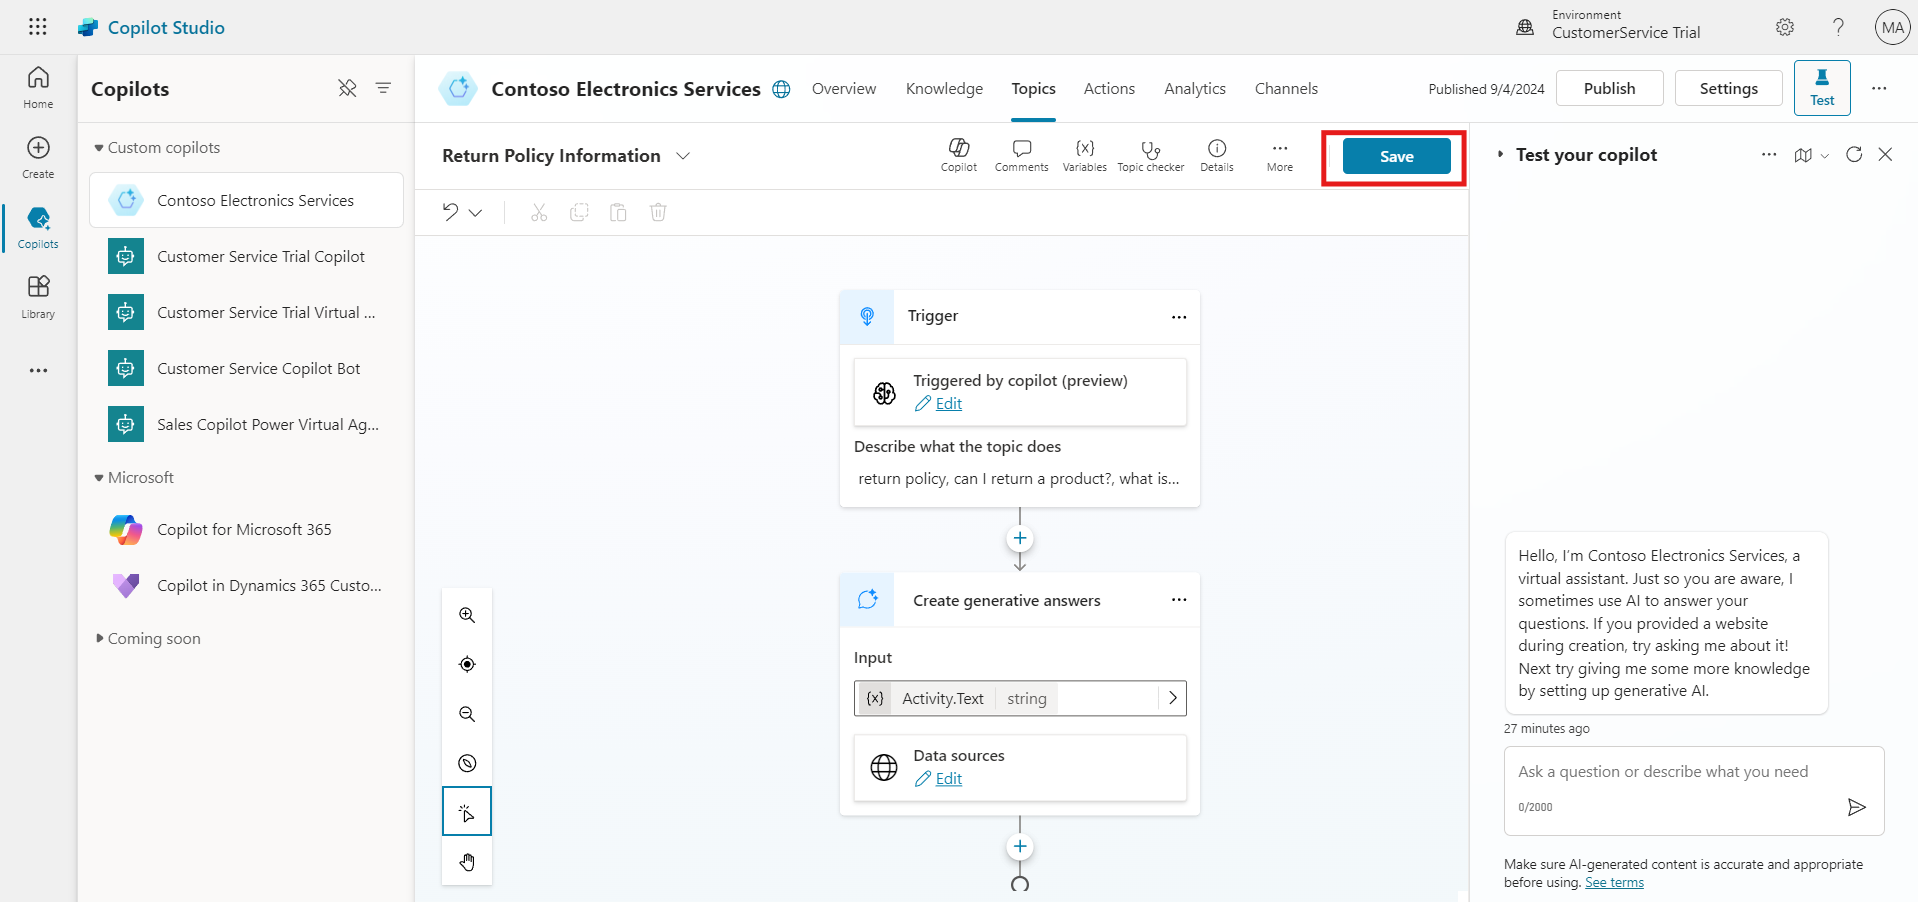 Copilot Studio
Environment
CustomerService Trial
MA
Home
Create
Copilots
Library
Copilots
Custom copilots
Contoso Electronics Services
Customer Service Trial Copilot
Customer Service Trial Virtual ...
Customer Service Copilot Bot
Sales Copilot Power Virtual Ag...
Microsoft
Copilot for Microsoft 365
Copilot in Dynamics 365 Custo...
Coming soon
Contoso Electronics Services
Overview
Knowledge
Topics
Actions
Analytics
Channels
Published 9/4/2024
Publish
Settings
Test
Return Policy Information
Copilot
Comments
{x}
Variables
Topic checker
Details
More
Save
Trigger
Triggered by copilot (preview)
Edit
Describe what the topic does
return policy, can I return a product?, what is...
Create generative answers
Input
{x} Activity.Text string
Data sources
Edit
Test your copilot
Hello, I'm Contoso Electronics Services, a
virtual assistant. Just so you are aware, I
sometimes use AI to answer your
questions. If you provided a website
during creation, try asking me about it!
Next try giving me some more knowledge
by setting up generative AI.
27 minutes ago
Ask a question or describe what you need
0/2000
Make sure AI-generated content is accurate and appropriate
before using. See terms